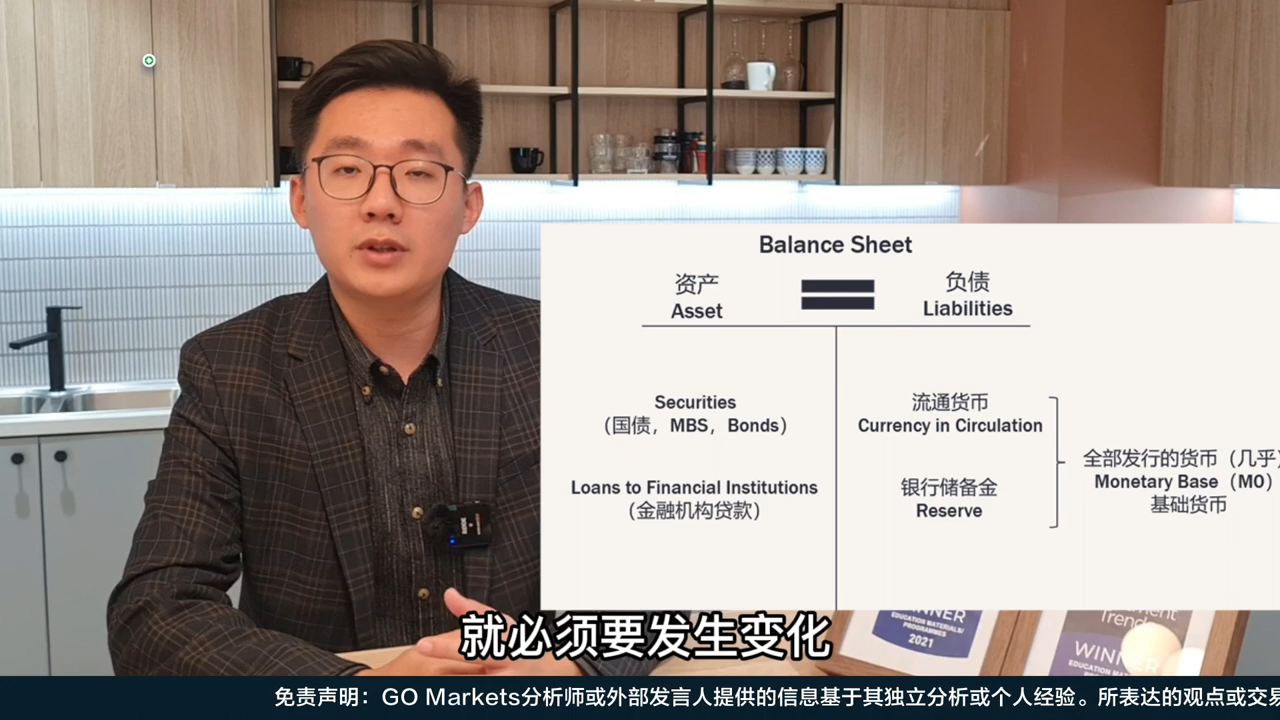 Balance Sheet
资产
Asset
负债
Liabilities
Securities
（国债，MBS，Bonds）
Loans to Financial Institutions
（金融机构贷款）
流通货币
Currency in Circulation
银行储备金
Reserve
全部发行的货币（几乎）
Monetary Base（M0）
基础货币
WINNER
EDUCATION MATERIALS/
PROGRAMMES
2021
Trend
WINNER
就必须要发生变化
免责声明：GO Markets分析师或外部发言人提供的信息基于其独立分析或个人经验。所表达的观点或交易